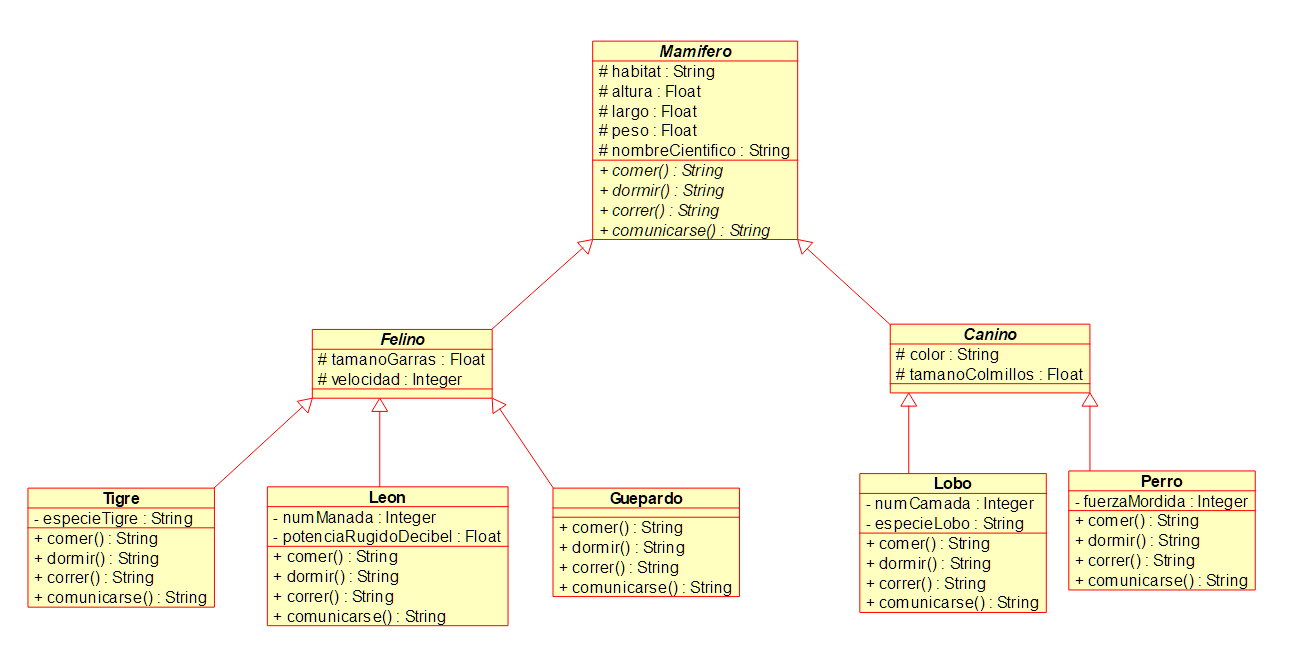 Mamifero
# habitat : String
# altura : Float
# largo : Float
# peso : Float
# nombreCientifico : String
+ comer() : String
+ dormir() : String
+ correr() : String
+ comunicarse() : String
Felino
# tamanoGarras : Float
# velocidad : Integer
Canino
# color : String
# tamanoColmillos : Float
Tigre
- especieTigre : String
+ comer() : String
+ dormir() : String
+ correr() : String
+ comunicarse() : String
Leon
- numManada : Integer
- potenciaRugidoDecibel : Float
+ comer() : String
+ dormir() : String
+ correr() : String
+ comunicarse() : String
Guepardo
+ comer() : String
+ dormir() : String
+ correr() : String
+ comunicarse() : String
Lobo
- numCamada : Integer
- especieLobo : String
+ comer() : String
+ dormir() : String
+ correr() : String
+ comunicarse() : String
Perro
- fuerzaMordida : Integer
+ comer() : String
+ dormir() : String
+ correr() : String
+ comunicarse() : String